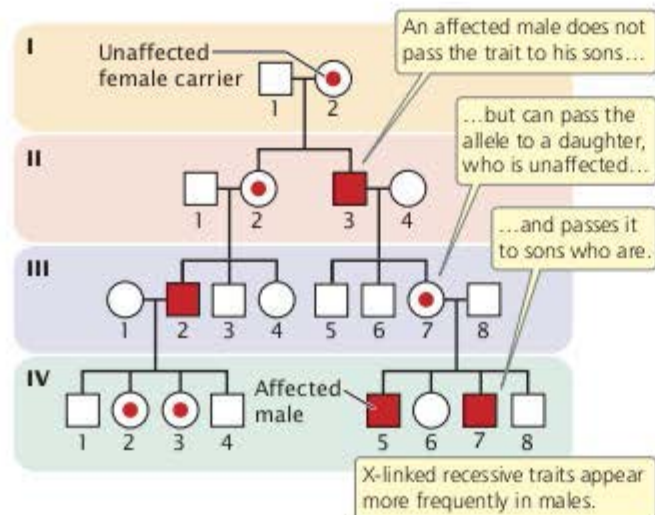 I
Unaffected
female carrier
1
2
An affected male does not
pass the trait to his sons…
…but can pass the
allele to a daughter,
who is unaffected…
II
1
2
3
4
…and passes it
to sons who are.
III
1
2
3
4
5
6
7
8
IV
Affected
male
1
2
3
4
5
6
7
8
X-linked recessive traits appear
more frequently in males.